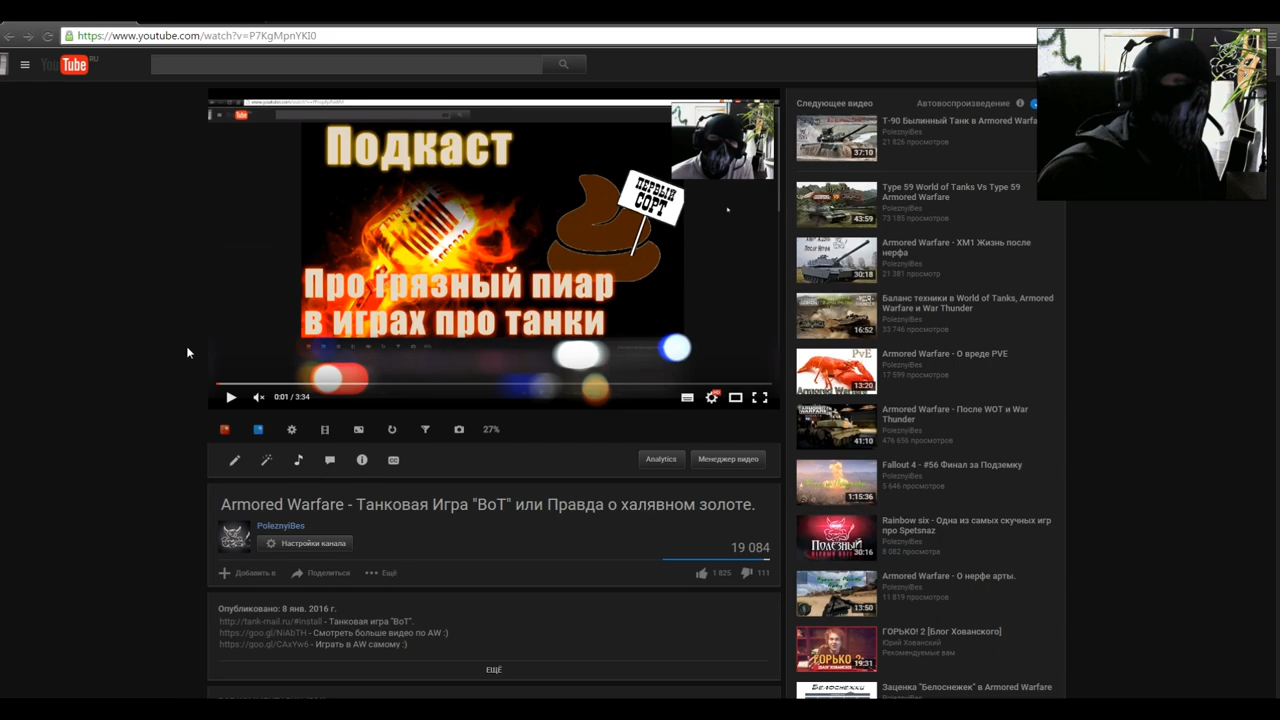 https://www.youtube.com/watch?v=P7KgMpnYKI0
YouTube RU
Подкаст
ПЕРВЫЙ
СОРТ
Про грязный пиар
в играх про танки
0:01 / 3:34
27%
Analytics
Менеджер видео
Armored Warfare - Танковая Игра "ВоТ" или Правда о халявном золоте.
PoleznyiBes
Настройки канала
19 084
Добавить в
Поделиться
Ещё
1 825
111
Опубликовано: 8 янв. 2016 г.
http://tank-mail.ru/#install - Танковая игра "ВоТ".
https://goo.gl/NiAbTH - Смотреть больше видео по AW :)
https://goo.gl/CAxYw6 - Играть в AW самому :)
ЕЩЁ
Следующее видео
Автовоспроизведение
T-90 Былинный Танк в Armored Warfa
PoleznyiBes
21 826 просмотров
37:10
Type 59 World of Tanks Vs Type 59
Armored Warfare
PoleznyiBes
73 185 просмотров
43:59
Armored Warfare - XM1 Жизнь после
нерфа
PoleznyiBes
21 381 просмотр
30:18
Баланс техники в World of Tanks, Armored
Warfare и War Thunder
PoleznyiBes
33 746 просмотров
16:52
Armored Warfare - О вреде PVE
PoleznyiBes
17 599 просмотров
PvE
13:20
Armored Warfare - После WOT и War
Thunder
PoleznyiBes
476 656 просмотров
41:10
Fallout 4 - #56 Финал за Подземку
PoleznyiBes
5 646 просмотров
1:15:36
Rainbow six - Одна из самых скучных игр
про Spetsnaz
PoleznyiBes
8 082 просмотра
Полезный
30:16
Armored Warfare - О нерфе арты.
PoleznyiBes
11 819 просмотров
13:50
ГОРЬКО! 2 [Блог Хованского]
Юрий Хованский
Рекомендуемые вам
ГОРЬКО 2
19:31
Заценка "Белоснежек" в Armored Warfare
Белоснежки